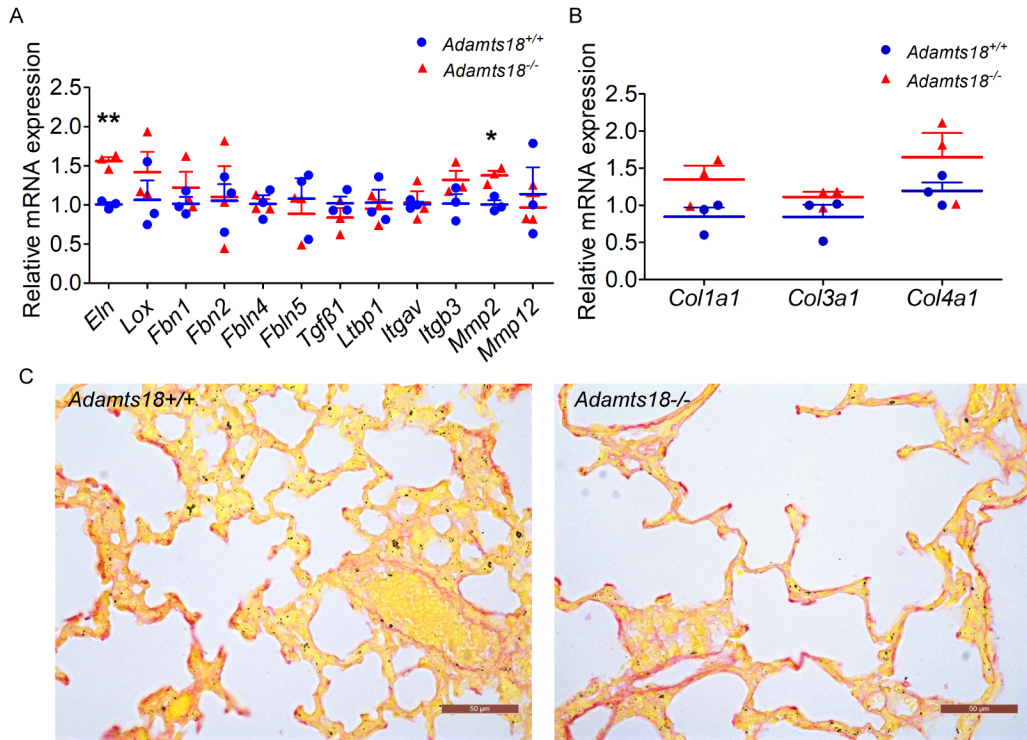 A
Adamts18+/+
Adamts18-/-
Relative mRNA expression
2.5
2.0
1.5
1.0
0.5
0.0
**
*
Eln
Lox
Fbn1
Fbn2
Fbln4
Fbln5
Tgfβ1
Ltbp1
Itgav
Itgb3
Mmp2
Mmp12
B
Adamts18+/+
Adamts18-/-
Relative mRNA expression
2.5
2.0
1.5
1.0
0.5
0.0
Col1a1
Col3a1
Col4a1
C
Adamts18+/+
50 µm
Adamts18-/-
50 µm